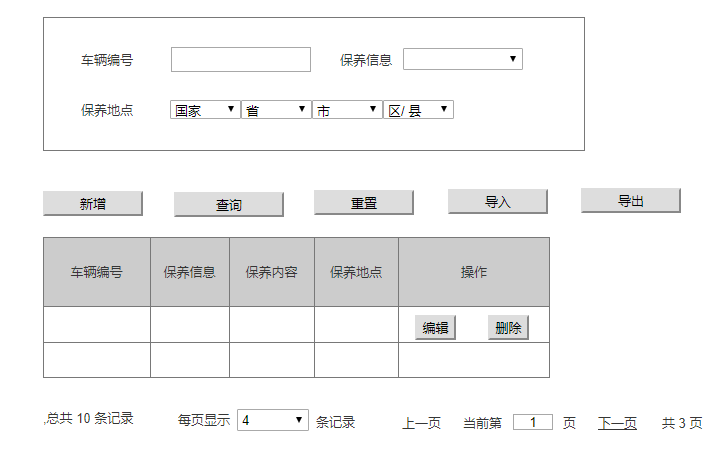 车辆编号 保养信息
保养地点 国家 省 市 区/ 县
新增 查询 重置 导入 导出
车辆编号 保养信息 保养内容 保养地点 操作
编辑 删除
,总共 10 条记录 每页显示 4 条记录 上一页 当前第 1 页 下一页 共 3 页